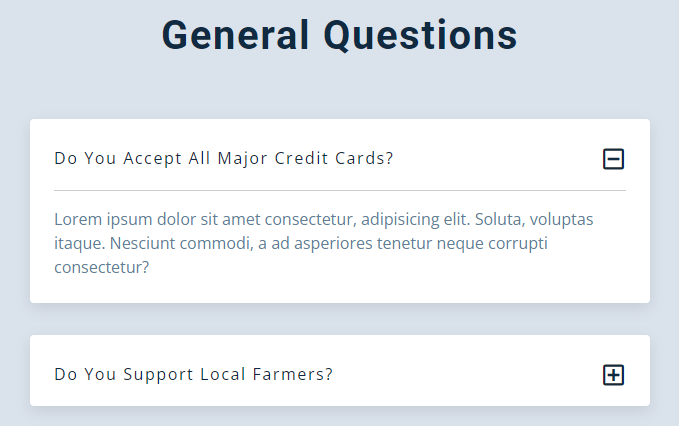 General Questions
Do You Accept All Major Credit Cards?
Lorem ipsum dolor sit amet consectetur, adipisicing elit. Soluta, voluptas
itaque. Nesciunt commodi, a ad asperiores tenetur neque corrupti
consectetur?
Do You Support Local Farmers?